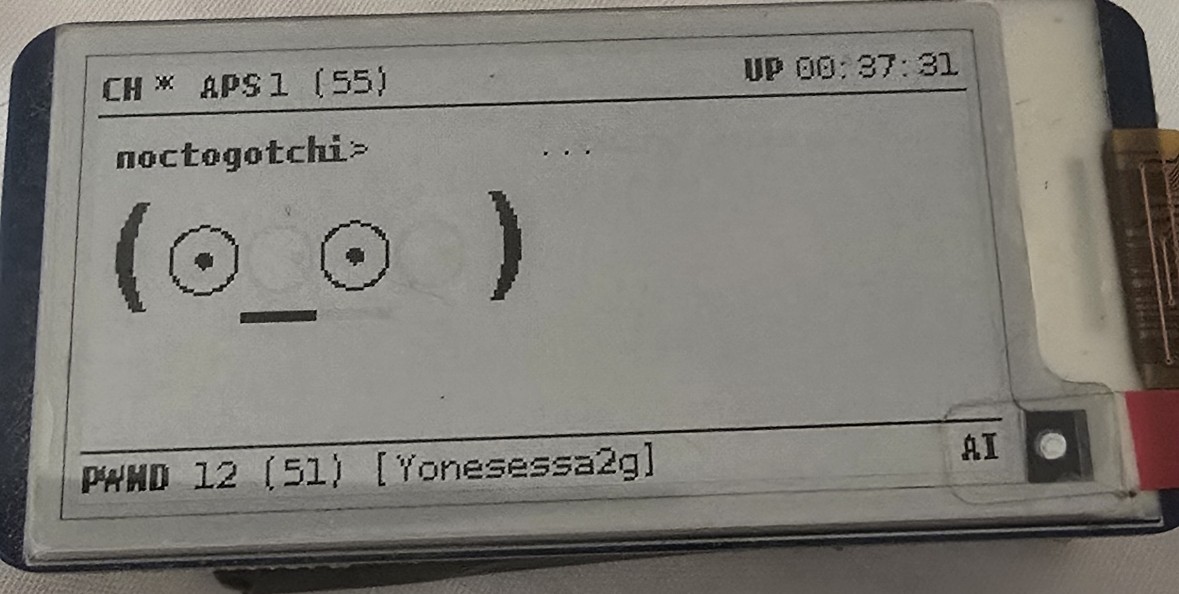 CH * APS 1 (55) UP 00:37:31
noctogotchi> ...
(⊙_⊙ )
PWND 12 (51) [Yonesessa2g] AI